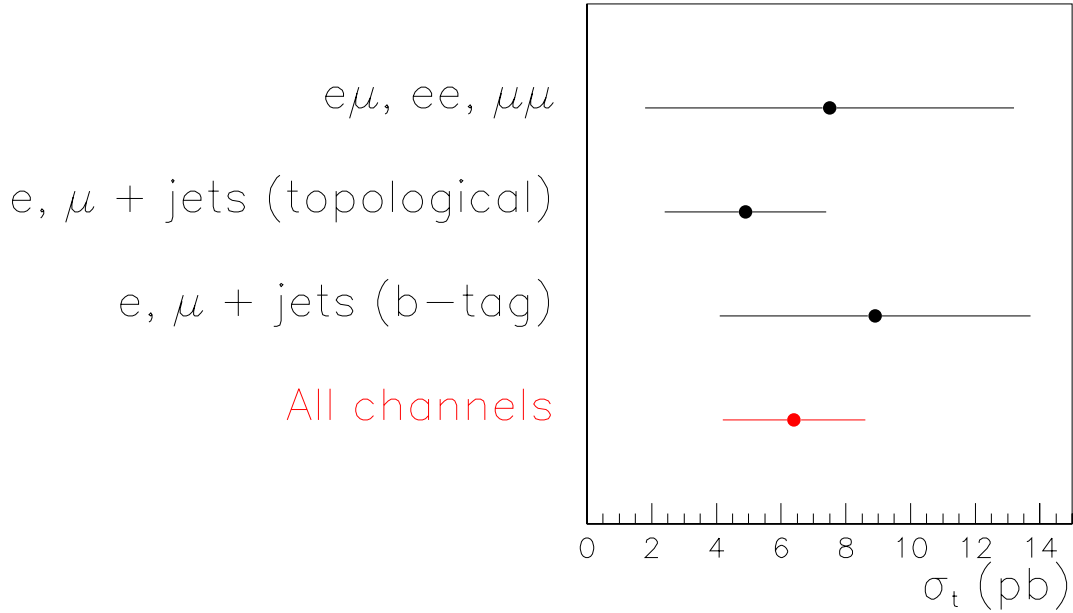 eμ, ee, μμ
e, μ + jets (topological)
e, μ + jets (b-tag)
All channels
0 2 4 6 8 10 12 14
σt (pb)